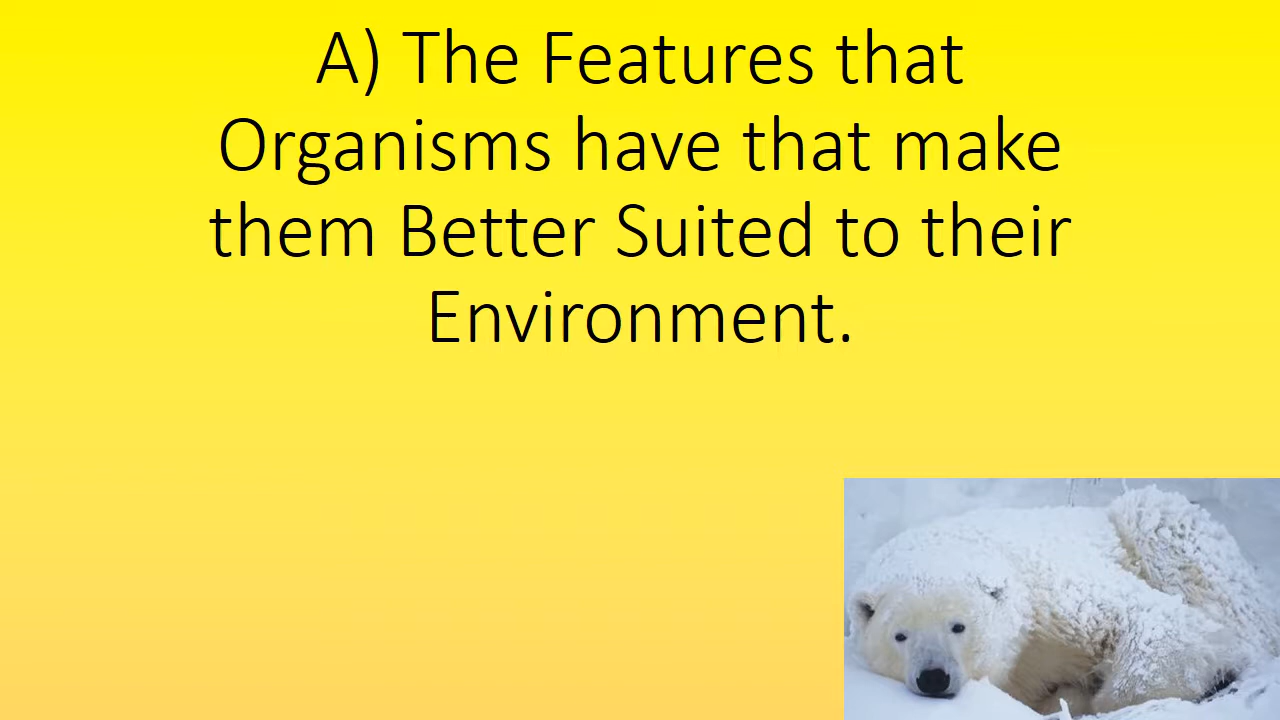 A) The Features that
Organisms have that make
them Better Suited to their
Environment.